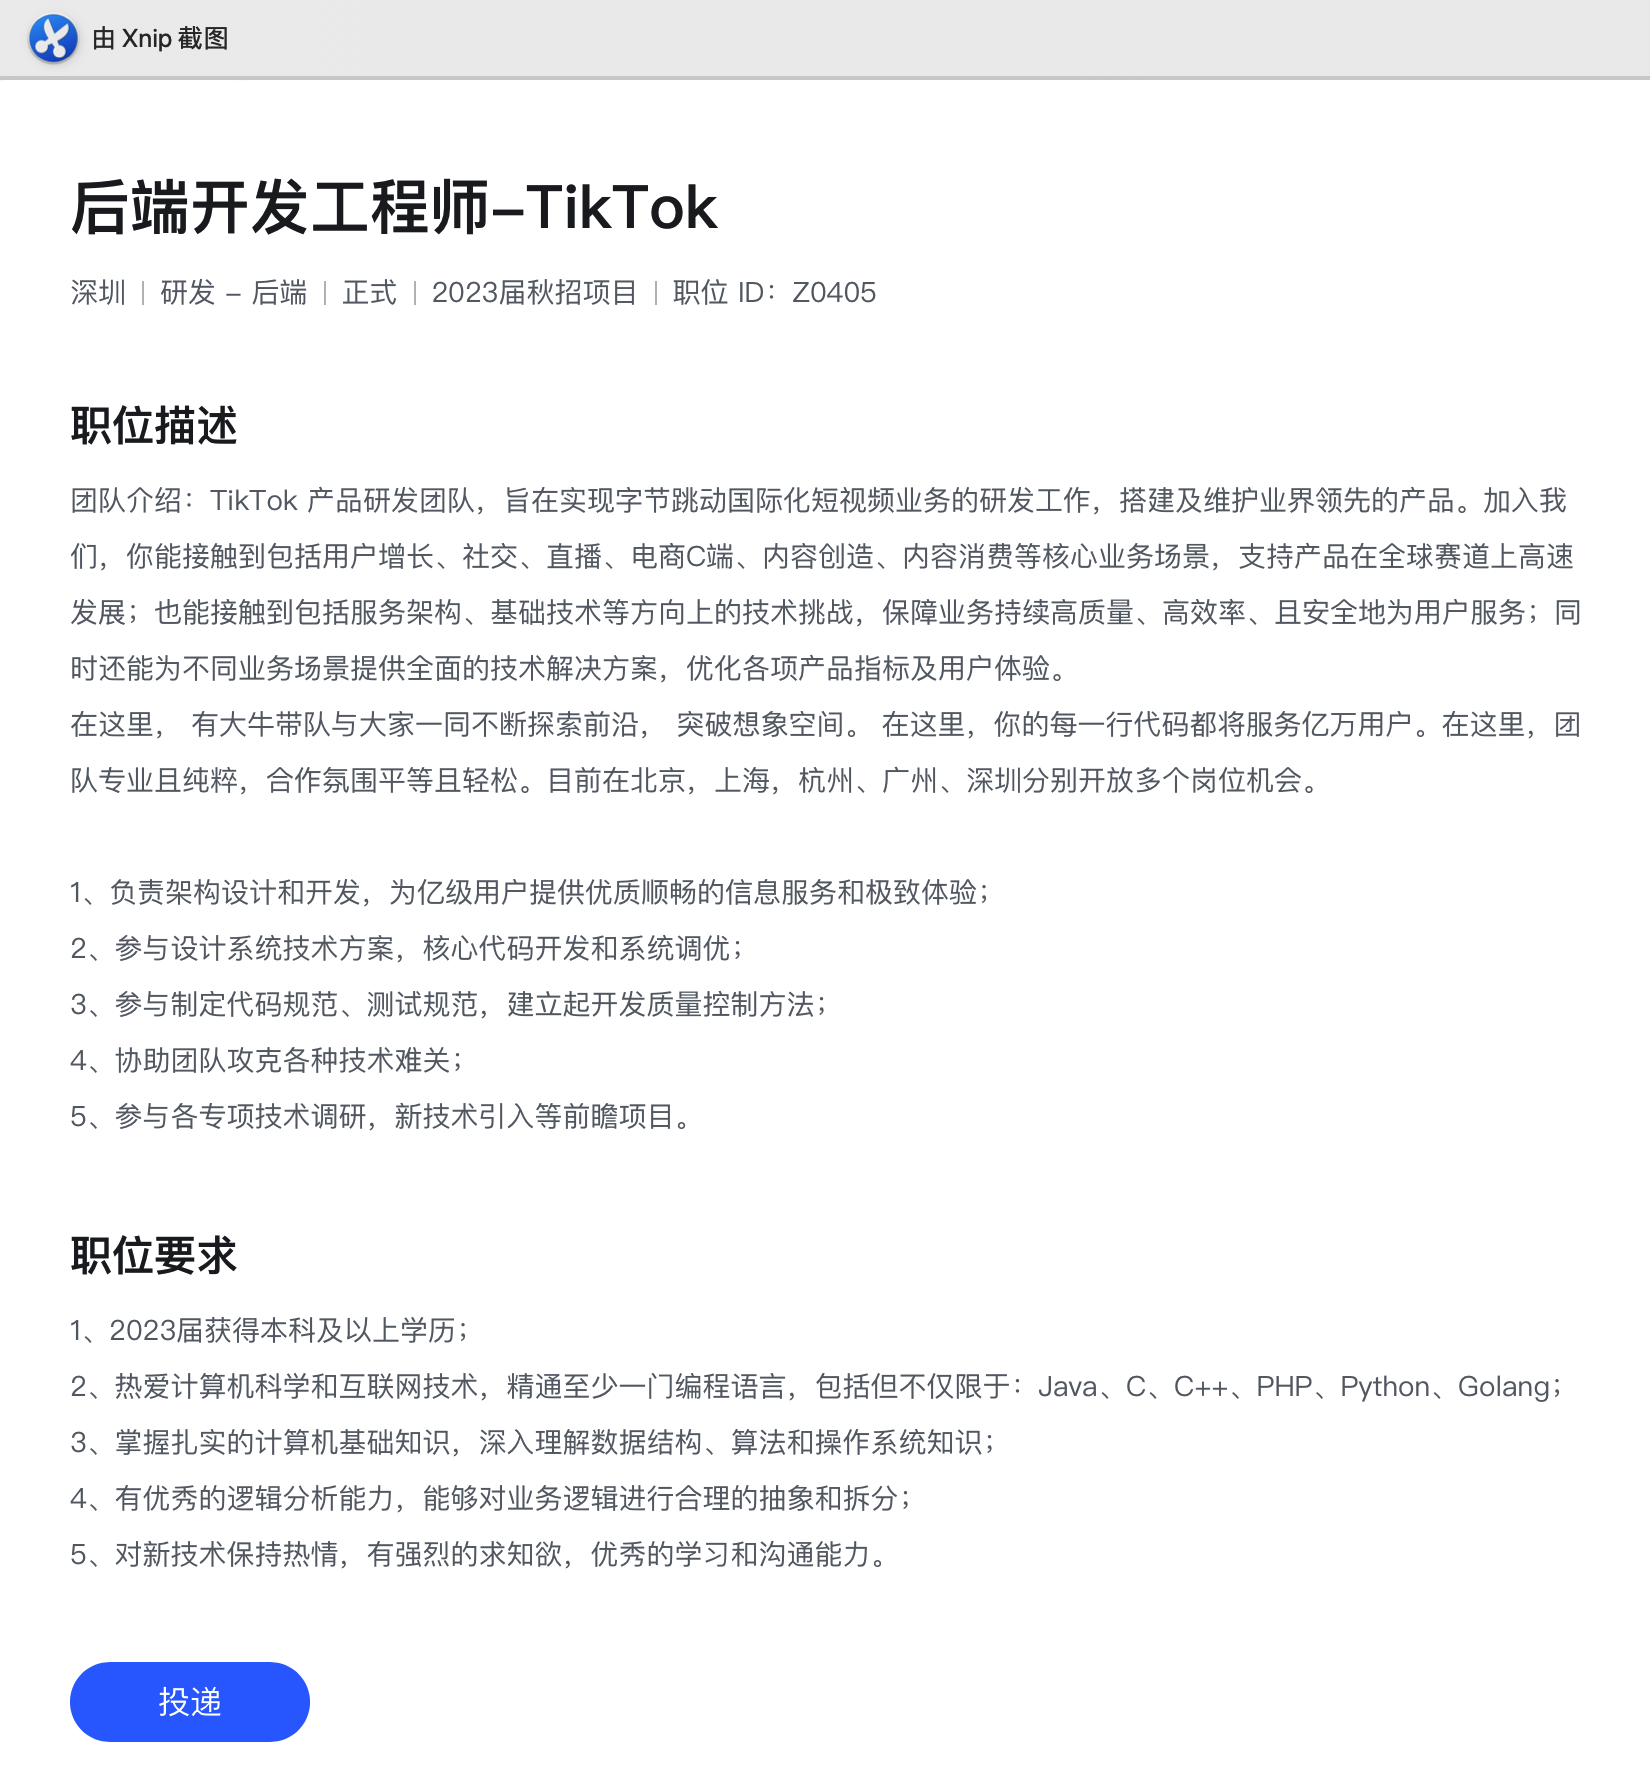 由 Xnip 截图
后端开发工程师-TikTok
深圳 | 研发 - 后端 | 正式 | 2023届秋招项目 | 职位 ID：Z0405
职位描述
团队介绍：TikTok 产品研发团队，旨在实现字节跳动国际化短视频业务的研发工作，搭建及维护业界领先的产品。加入我
们，你能接触到包括用户增长、社交、直播、电商C端、内容创造、内容消费等核心业务场景，支持产品在全球赛道上高速
发展；也能接触到包括服务架构、基础技术等方向上的技术挑战，保障业务持续高质量、高效率、且安全地为用户服务；同
时还能为不同业务场景提供全面的技术解决方案，优化各项产品指标及用户体验。
在这里， 有大牛带队与大家一同不断探索前沿， 突破想象空间。 在这里，你的每一行代码都将服务亿万用户。在这里，团
队专业且纯粹，合作氛围平等且轻松。目前在北京，上海，杭州、广州、深圳分别开放多个岗位机会。
1、负责架构设计和开发，为亿级用户提供优质顺畅的信息服务和极致体验；
2、参与设计系统技术方案，核心代码开发和系统调优；
3、参与制定代码规范、测试规范，建立起开发质量控制方法；
4、协助团队攻克各种技术难关；
5、参与各专项技术调研，新技术引入等前瞻项目。
职位要求
1、2023届获得本科及以上学历；
2、热爱计算机科学和互联网技术，精通至少一门编程语言，包括但不仅限于：Java、C、C++、PHP、Python、Golang；
3、掌握扎实的计算机基础知识，深入理解数据结构、算法和操作系统知识；
4、有优秀的逻辑分析能力，能够对业务逻辑进行合理的抽象和拆分；
5、对新技术保持热情，有强烈的求知欲，优秀的学习和沟通能力。
投递